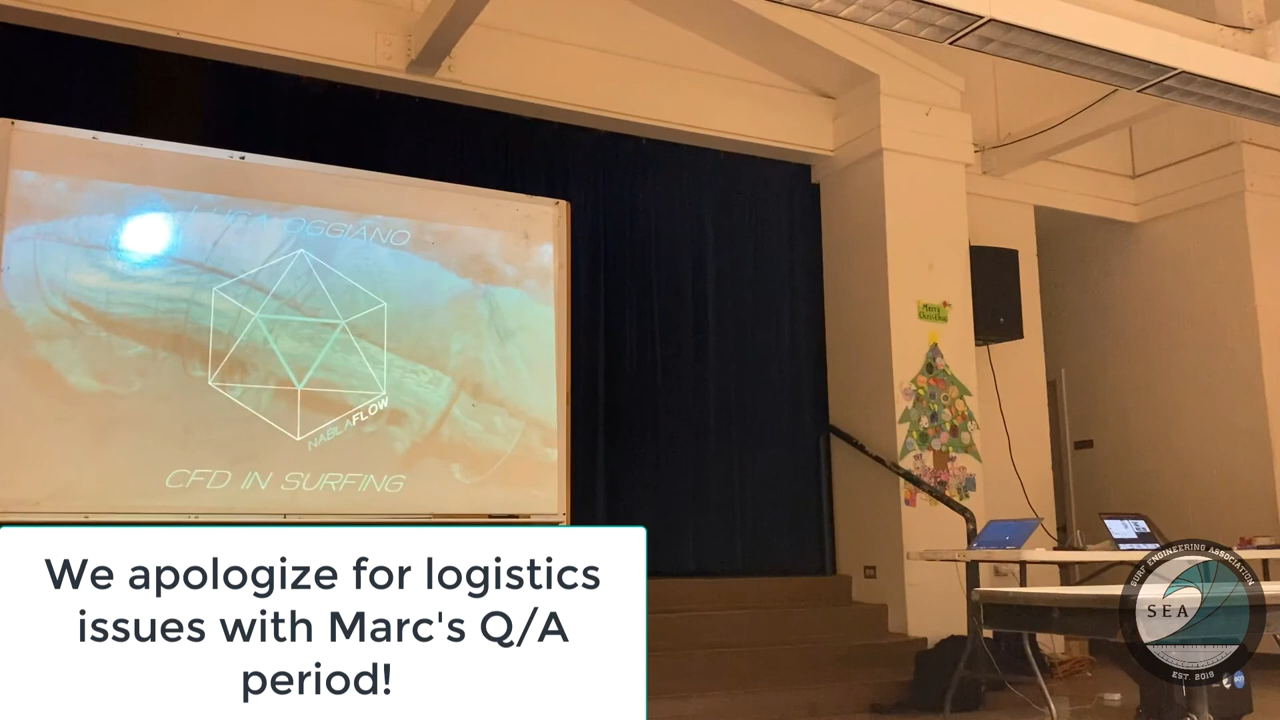 LUCA OGGIANO
NABLAFLOW
CFD IN SURFING
Merry
Christmas
We apologize for logistics
issues with Marc's Q/A
period!
SURF ENGINEERING ASSOCIATION
SEA
EST. 2018